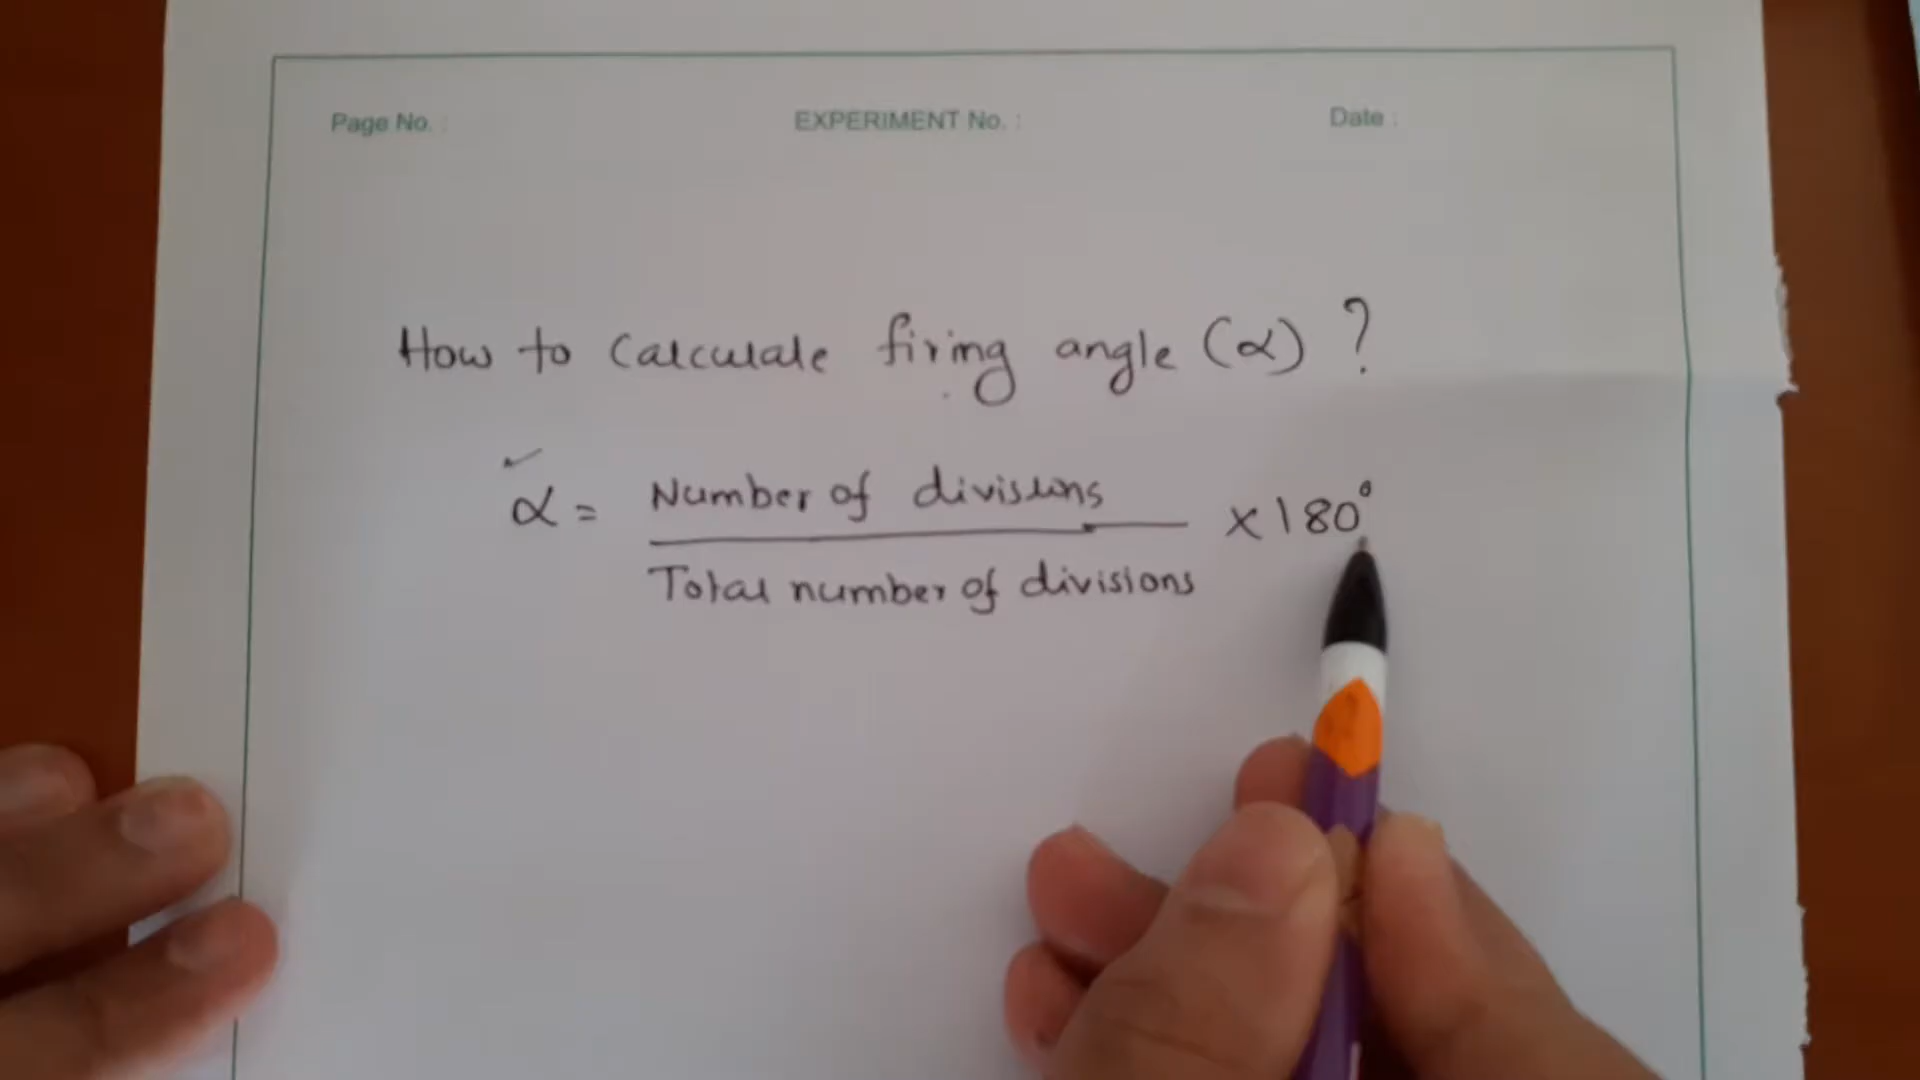 Page No. : EXPERIMENT No. : Date :
How to calculate firing angle (α) ?
α = Number of divisions × 180°
Total number of divisions